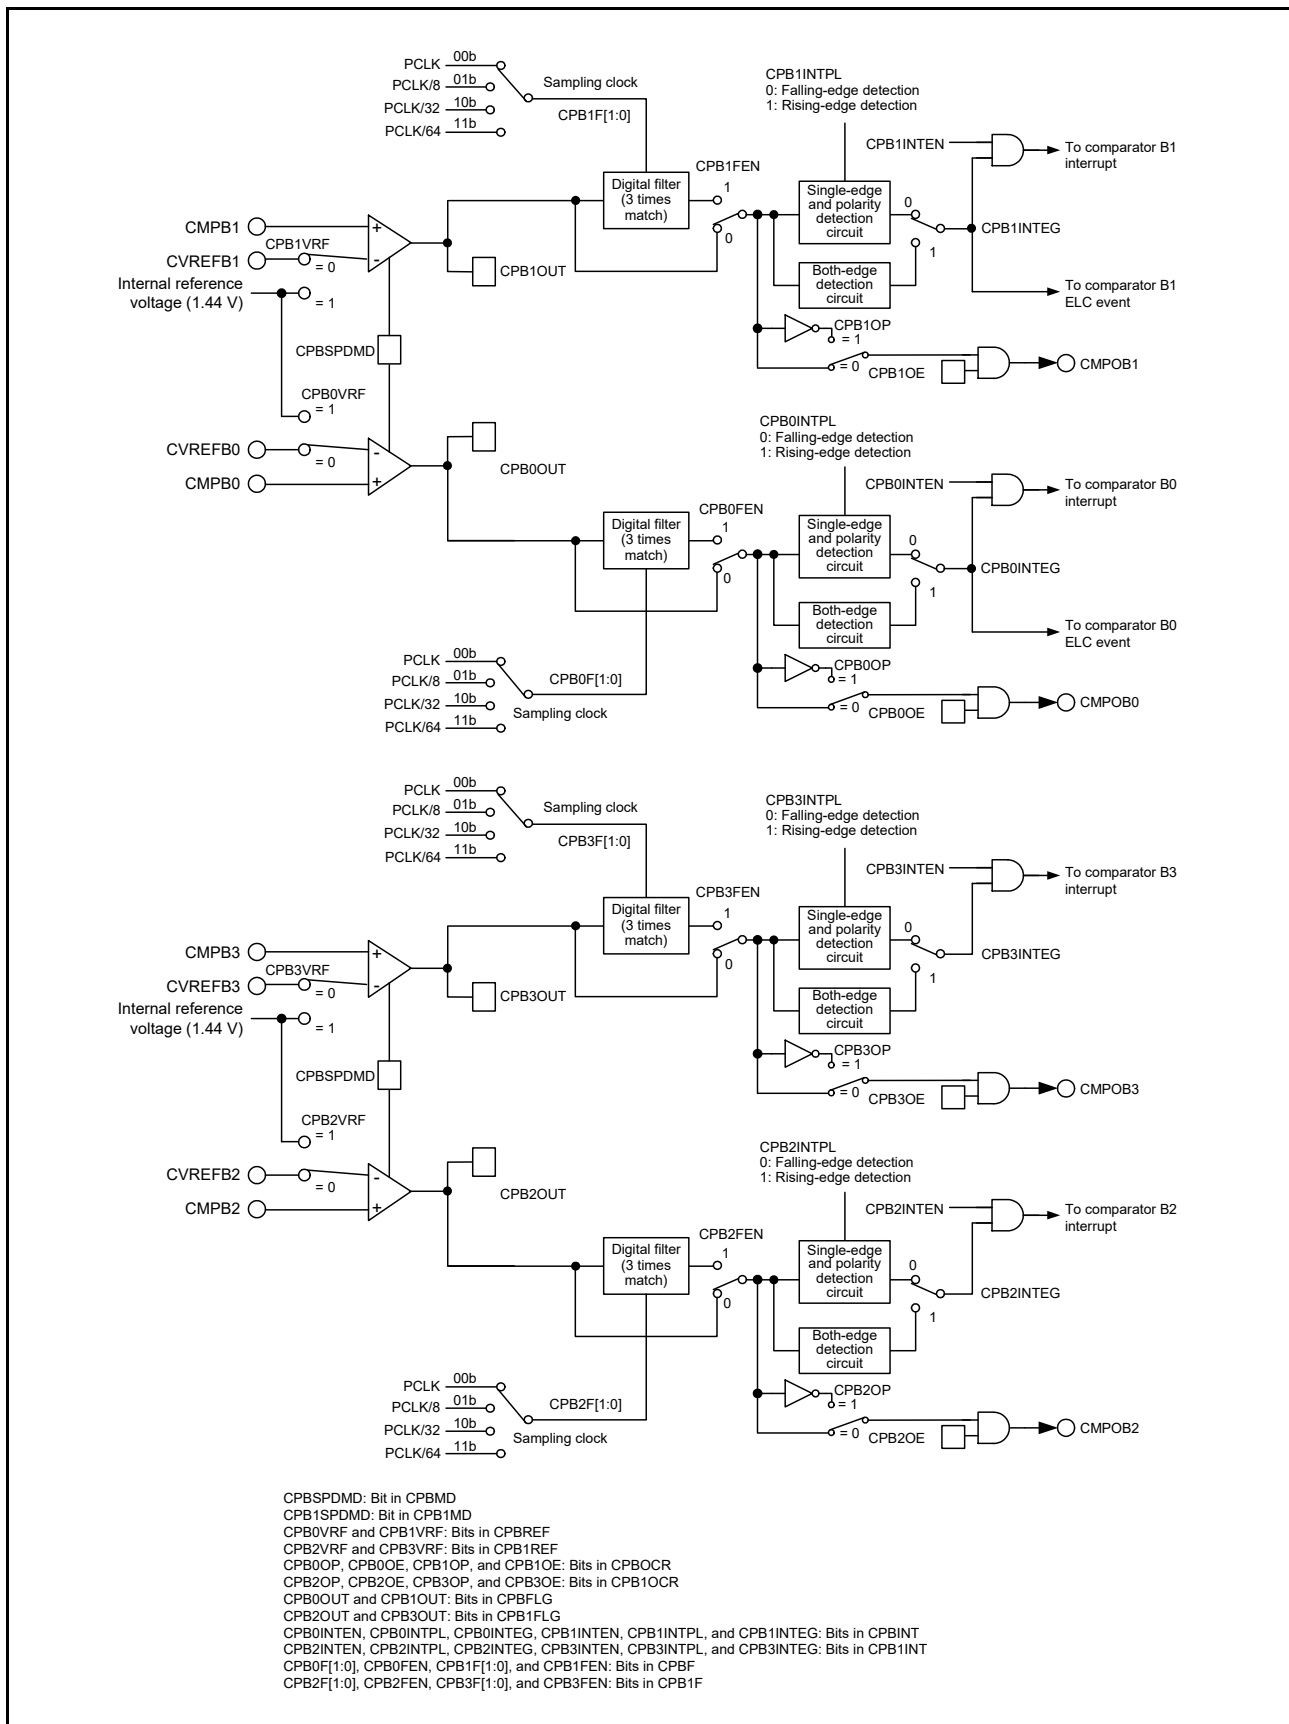 PCLK 00b
PCLK/8 01b
PCLK/32 10b
PCLK/64 11b
Sampling clock
CPB1F[1:0]
CPB1INTPL
0: Falling-edge detection
1: Rising-edge detection
CPB1INTEN
To comparator B1
interrupt
CPB1FEN
1
0
Digital filter
(3 times
match)
Single-edge
and polarity
detection
circuit
0
1
CPB1INTEG
CMPB1
+
CPB1VRF
CVREFB1
-
= 0
CPB1OUT
Both-edge
detection
circuit
To comparator B1
ELC event
Internal reference
voltage (1.44 V)
= 1
CPB1OP
= 1
CPBSPDMD
= 0
CPB1OE
CMPOB1
CPB0VRF
= 1
CPB0INTPL
0: Falling-edge detection
1: Rising-edge detection
CVREFB0
-
= 0
CMPB0
+
CPB0OUT
CPB0INTEN
To comparator B0
interrupt
CPB0FEN
1
0
Digital filter
(3 times
match)
Single-edge
and polarity
detection
circuit
0
1
CPB0INTEG
Both-edge
detection
circuit
To comparator B0
ELC event
PCLK 00b
PCLK/8 01b
PCLK/32 10b
PCLK/64 11b
CPB0F[1:0]
Sampling clock
CPB0OP
= 1
= 0
CPB0OE
CMPOB0
PCLK 00b
PCLK/8 01b
PCLK/32 10b
PCLK/64 11b
Sampling clock
CPB3F[1:0]
CPB3INTPL
0: Falling-edge detection
1: Rising-edge detection
CPB3INTEN
To comparator B3
interrupt
CPB3FEN
1
0
Digital filter
(3 times
match)
Single-edge
and polarity
detection
circuit
0
1
CPB3INTEG
CMPB3
+
CPB3VRF
CVREFB3
-
= 0
CPB3OUT
Both-edge
detection
circuit
Internal reference
voltage (1.44 V)
= 1
CPB3OP
= 1
CPBSPDMD
= 0
CPB3OE
CMPOB3
CPB2VRF
= 1
CPB2INTPL
0: Falling-edge detection
1: Rising-edge detection
CVREFB2
-
= 0
CMPB2
+
CPB2OUT
CPB2INTEN
To comparator B2
interrupt
CPB2FEN
1
0
Digital filter
(3 times
match)
Single-edge
and polarity
detection
circuit
0
1
CPB2INTEG
Both-edge
detection
circuit
PCLK 00b
PCLK/8 01b
PCLK/32 10b
PCLK/64 11b
CPB2F[1:0]
Sampling clock
CPB2OP
= 1
= 0
CPB2OE
CMPOB2
CPBSPDMD: Bit in CPBMD
CPB1SPDMD: Bit in CPB1MD
CPB0VRF and CPB1VRF: Bits in CPBREF
CPB2VRF and CPB3VRF: Bits in CPB1REF
CPB0OP, CPB0OE, CPB1OP, and CPB1OE: Bits in CPBOCR
CPB2OP, CPB2OE, CPB3OP, and CPB3OE: Bits in CPB1OCR
CPB0OUT and CPB1OUT: Bits in CPBFLG
CPB2OUT and CPB3OUT: Bits in CPB1FLG
CPB0INTEN, CPB0INTPL, CPB0INTEG, CPB1INTEN, CPB1INTPL, and CPB1INTEG: Bits in CPBINT
CPB2INTEN, CPB2INTPL, CPB2INTEG, CPB3INTEN, CPB3INTPL, and CPB3INTEG: Bits in CPB1INT
CPB0F[1:0], CPB0FEN, CPB1F[1:0], and CPB1FEN: Bits in CPBF
CPB2F[1:0], CPB2FEN, CPB3F[1:0], and CPB3FEN: Bits in CPB1F